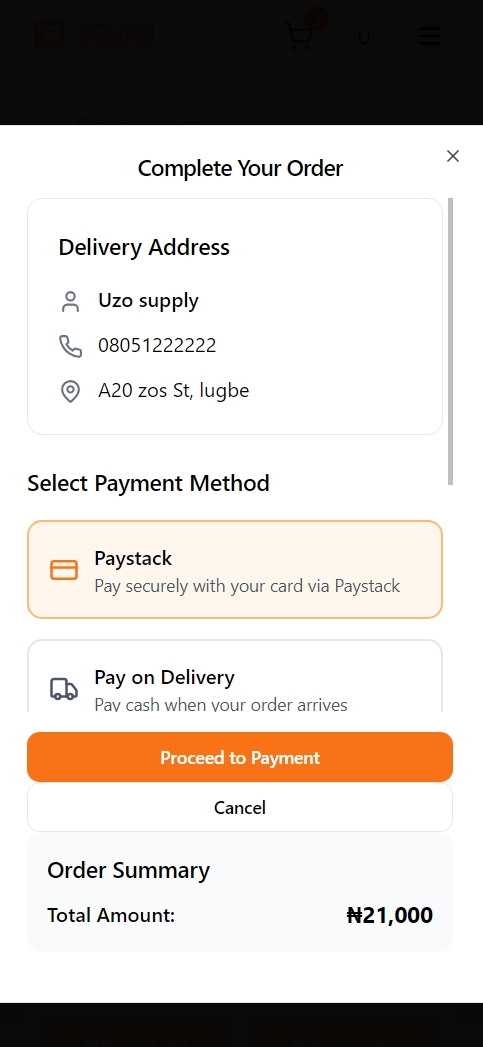 U
Complete Your Order
Delivery Address
Uzo supply
08051222222
A20 zos St, lugbe
Select Payment Method
Paystack
Pay securely with your card via Paystack
Pay on Delivery
Pay cash when your order arrives
Proceed to Payment
Cancel
Order Summary
Total Amount: ₦21,000